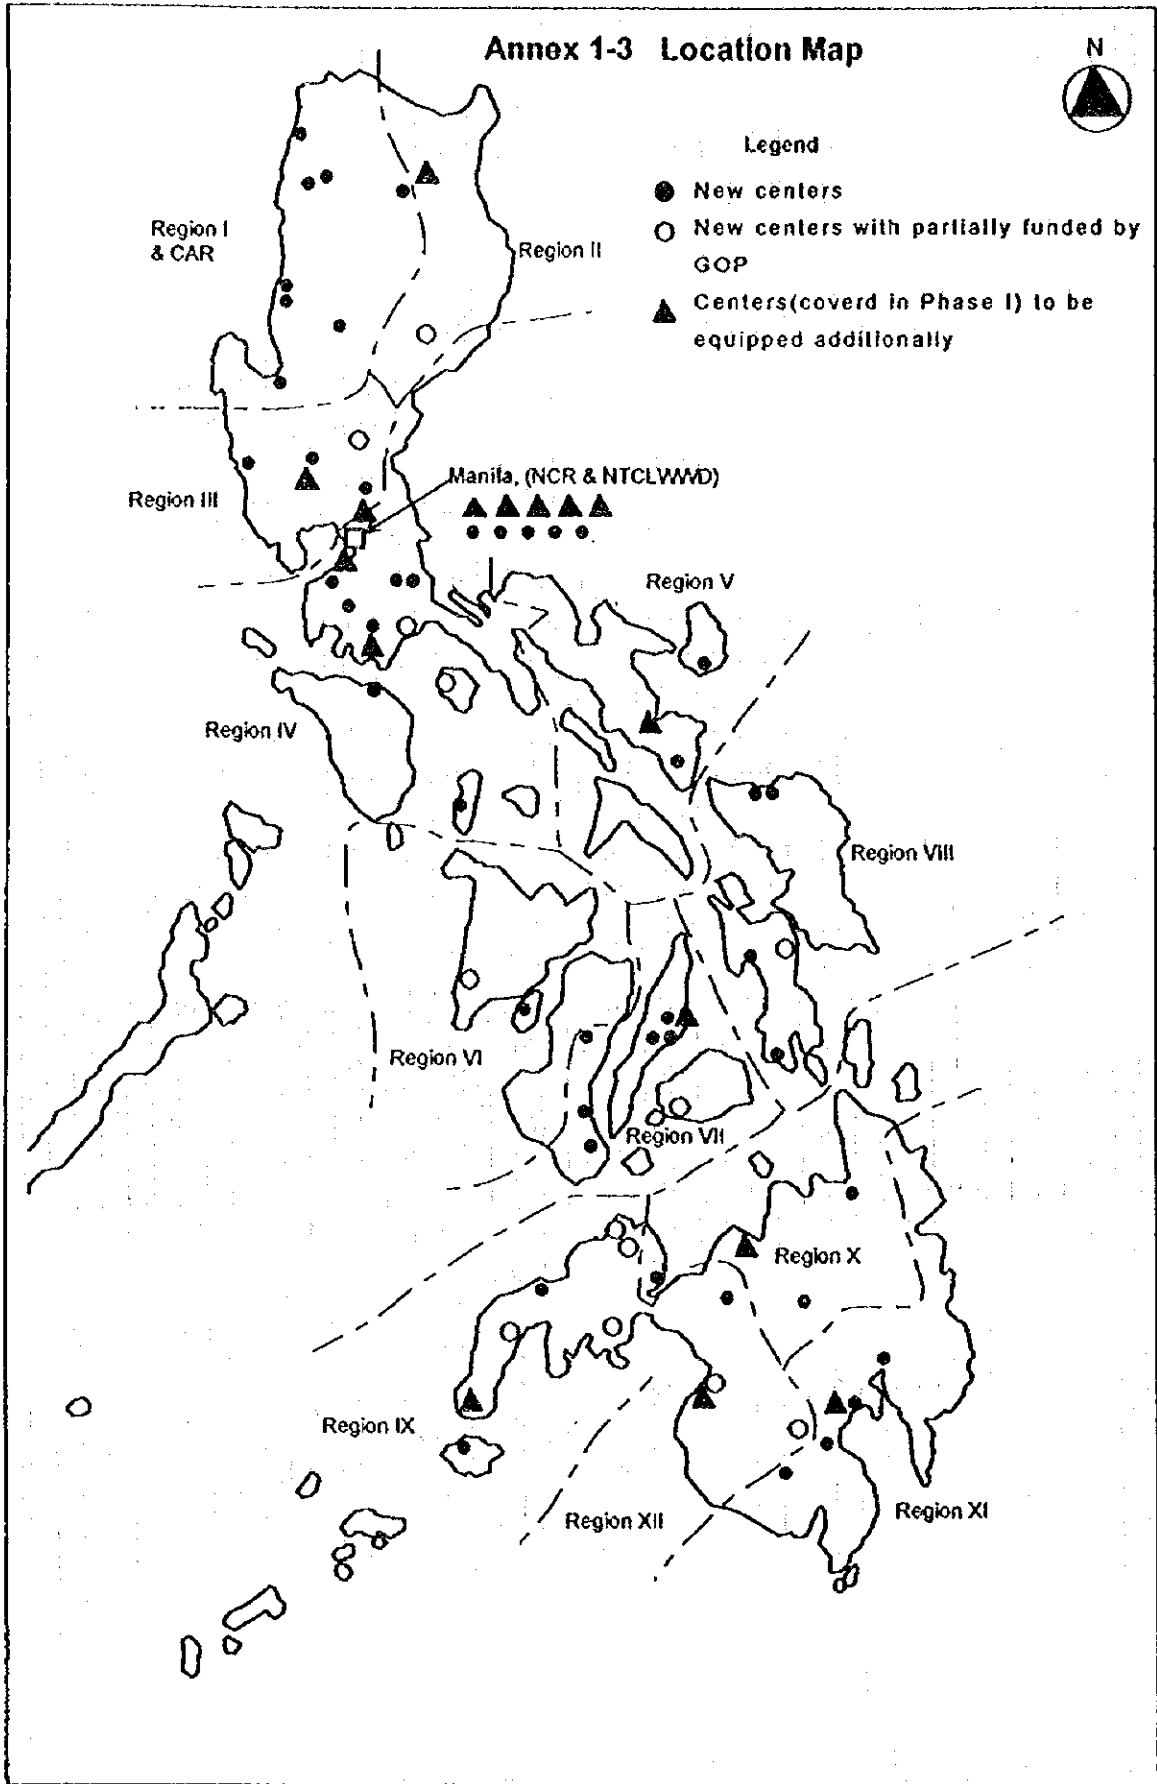 Annex 1-3 Location Map
N
Legend
New centers
New centers with partially funded by
GOP
Centers(coverd in Phase I) to be
equipped additionally
Region I
& CAR
Region II
Region III
Manila, (NCR & NTCLWWD)
Region V
Region IV
Region VIII
Region VI
Region VII
Region X
Region IX
Region XII
Region XI